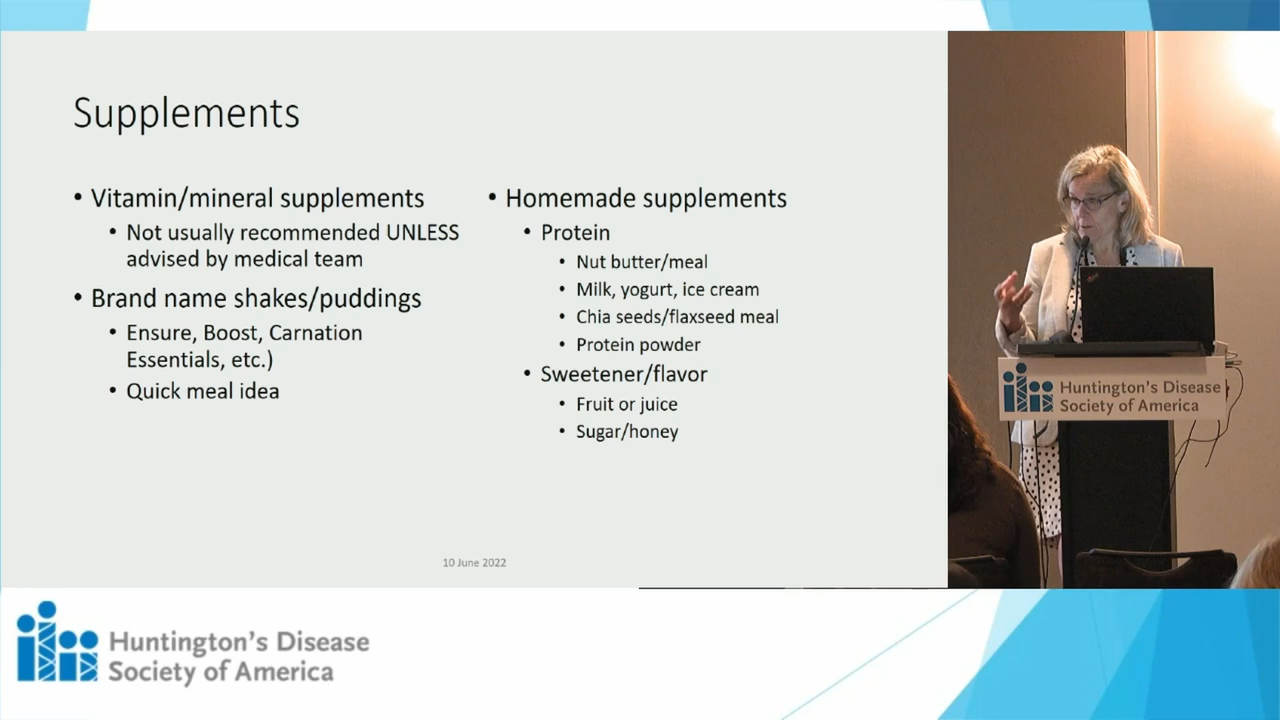 Supplements
• Vitamin/mineral supplements
• Not usually recommended UNLESS
advised by medical team
• Brand name shakes/puddings
• Ensure, Boost, Carnation
Essentials, etc.)
• Quick meal idea
• Homemade supplements
• Protein
• Nut butter/meal
• Milk, yogurt, ice cream
• Chia seeds/flaxseed meal
• Protein powder
• Sweetener/flavor
• Fruit or juice
• Sugar/honey
10 June 2022
Huntington's Disease
Society of America
Huntington's Disease
Society of America